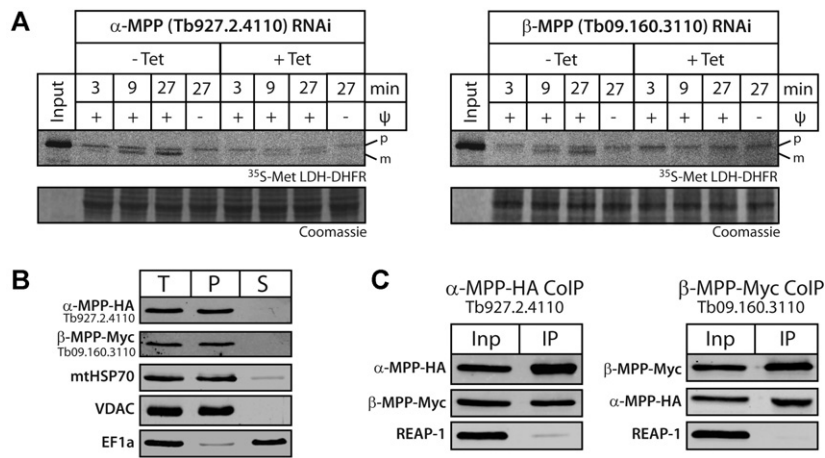 A
α-MPP (Tb927.2.4110) RNAi
- Tet + Tet
Input 3 9 27 27 3 9 27 27 min
+ + + - + + + - ψ
p
m
³⁵S-Met LDH-DHFR
Coomassie
β-MPP (Tb09.160.3110) RNAi
- Tet + Tet
Input 3 9 27 27 3 9 27 27 min
+ + + - + + + - ψ
p
m
³⁵S-Met LDH-DHFR
Coomassie
B
T P S
α-MPP-HA
Tb927.2.4110
β-MPP-Myc
Tb09.160.3110
mtHSP70
VDAC
EF1a
C
α-MPP-HA CoIP
Tb927.2.4110
Inp IP
α-MPP-HA
β-MPP-Myc
REAP-1
β-MPP-Myc CoIP
Tb09.160.3110
Inp IP
β-MPP-Myc
α-MPP-HA
REAP-1